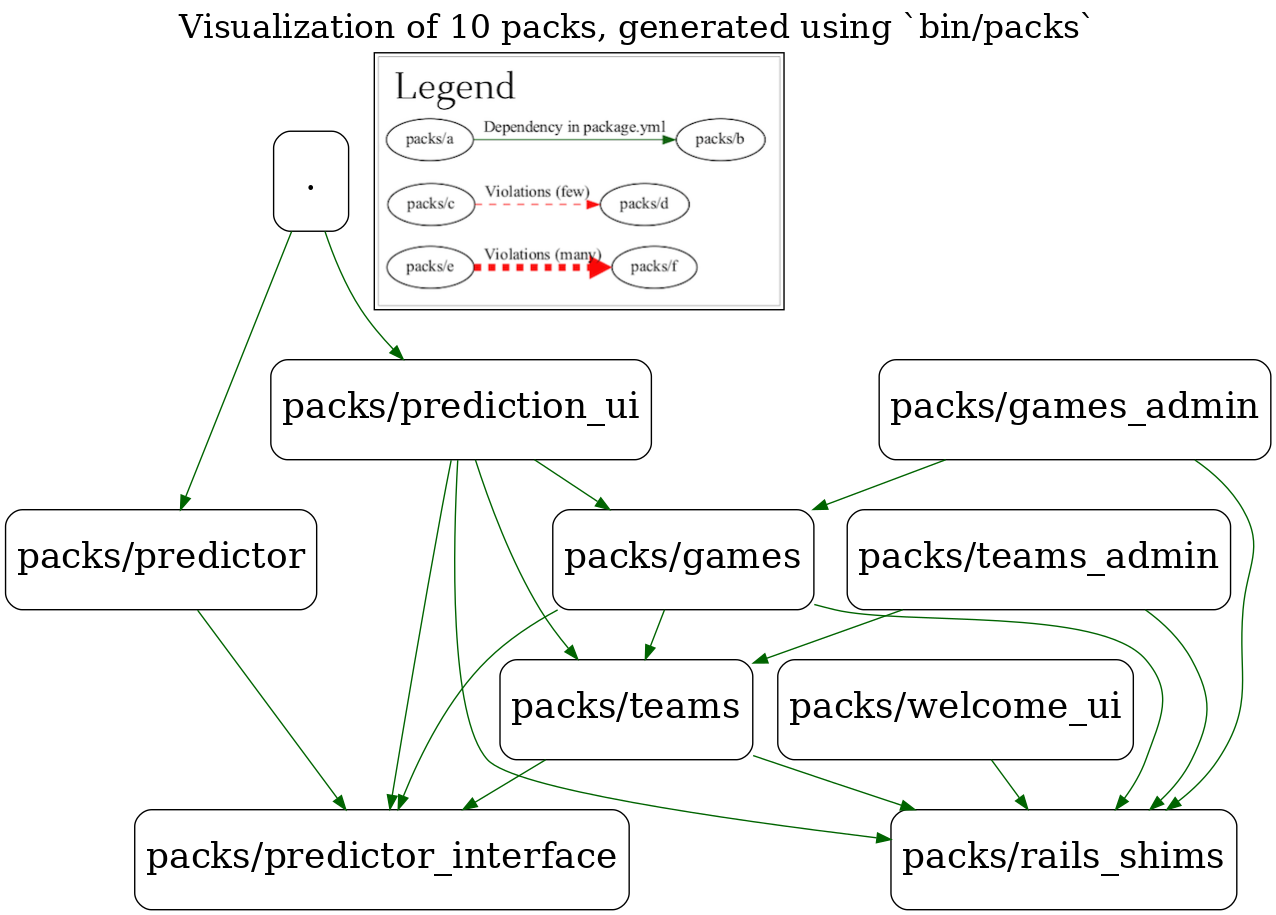 Visualization of 10 packs, generated using `bin/packs`
Legend
packs/a Dependency in package.yml packs/b
packs/c Violations (few) packs/d
packs/e Violations (many) packs/f
.
packs/prediction_ui
packs/games_admin
packs/predictor
packs/games
packs/teams_admin
packs/teams
packs/welcome_ui
packs/predictor_interface
packs/rails_shims